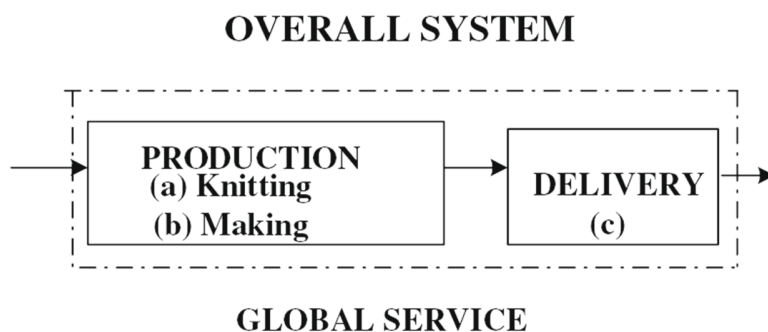 OVERALL SYSTEM
PRODUCTION
(a) Knitting
(b) Making
DELIVERY
(c)
GLOBAL SERVICE